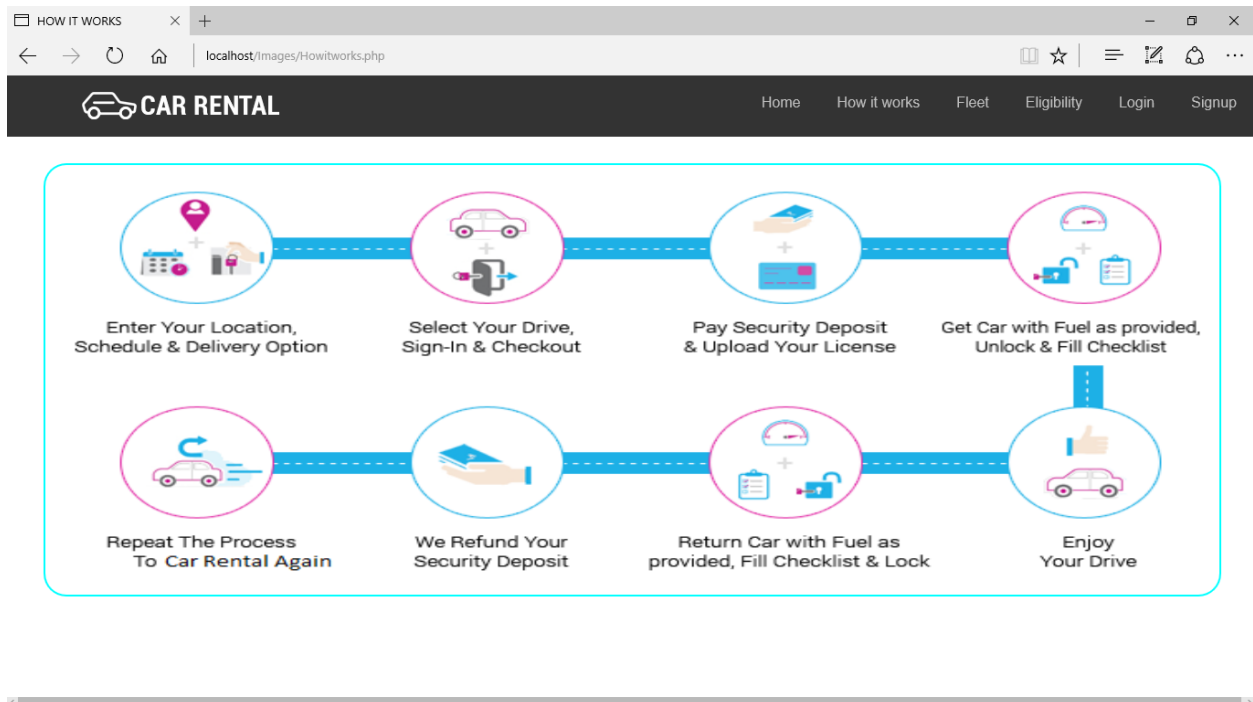 HOW IT WORKS
localhost/Images/Howitworks.php
CAR RENTAL
Home How it works Fleet Eligibility Login Signup
Enter Your Location,
Schedule & Delivery Option
Select Your Drive,
Sign-In & Checkout
Pay Security Deposit
& Upload Your License
Get Car with Fuel as provided,
Unlock & Fill Checklist
Repeat The Process
To Car Rental Again
We Refund Your
Security Deposit
Return Car with Fuel as
provided, Fill Checklist & Lock
Enjoy
Your Drive